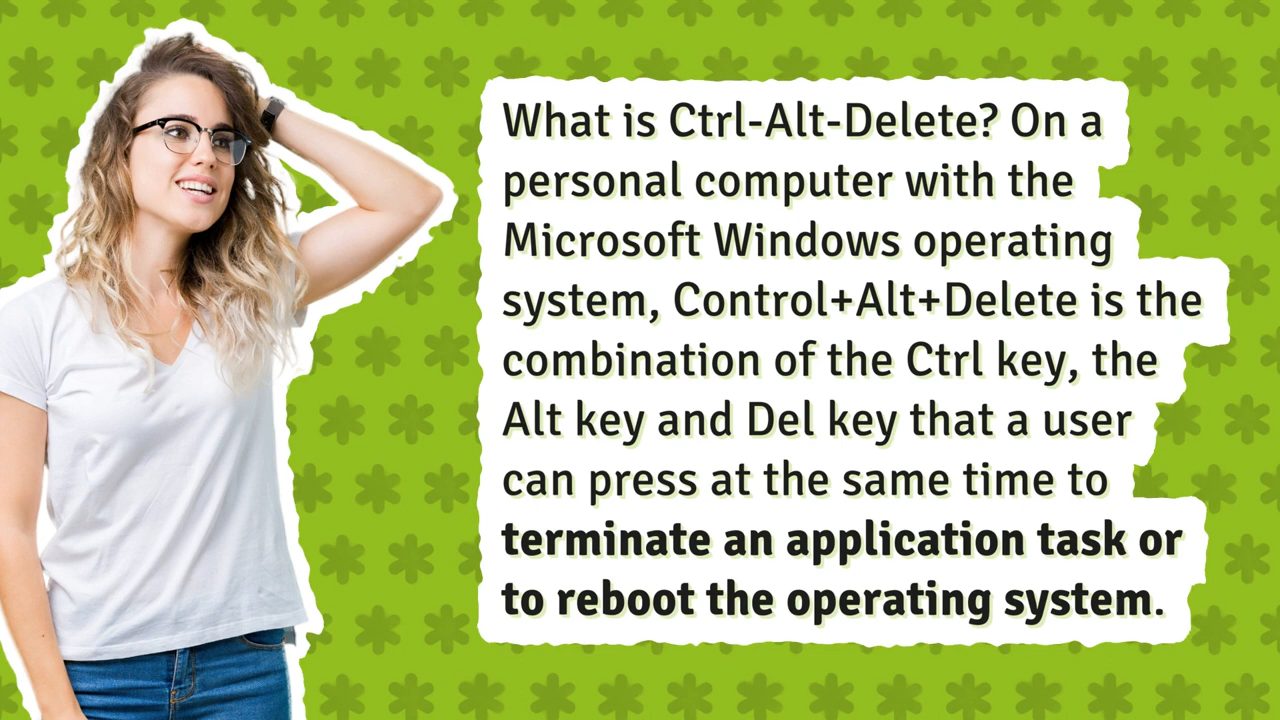 What is Ctrl-Alt-Delete? On a
personal computer with the
Microsoft Windows operating
system, Control+Alt+Delete is the
combination of the Ctrl key, the
Alt key and Del key that a user
can press at the same time to
terminate an application task or
to reboot the operating system.